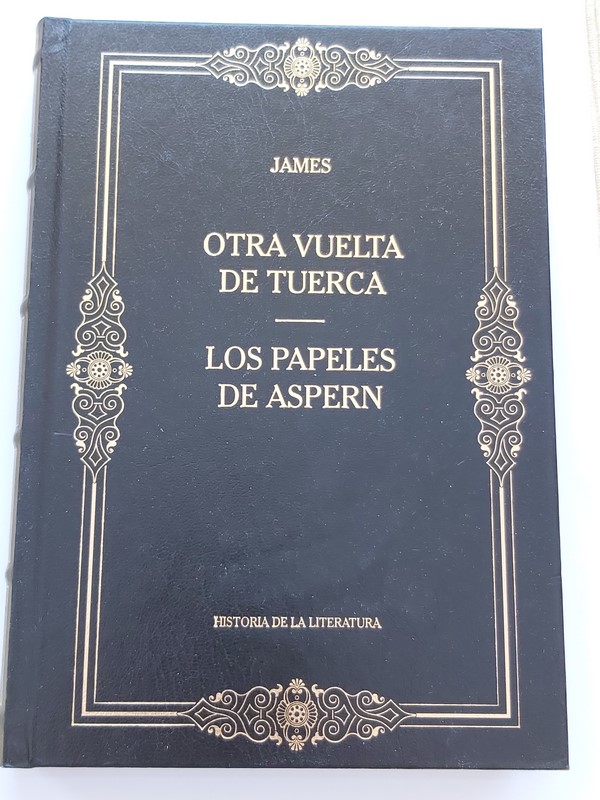 JAMES
OTRA VUELTA
DE TUERCA
LOS PAPELES
DE ASPERN
HISTORIA DE LA LITERATURA